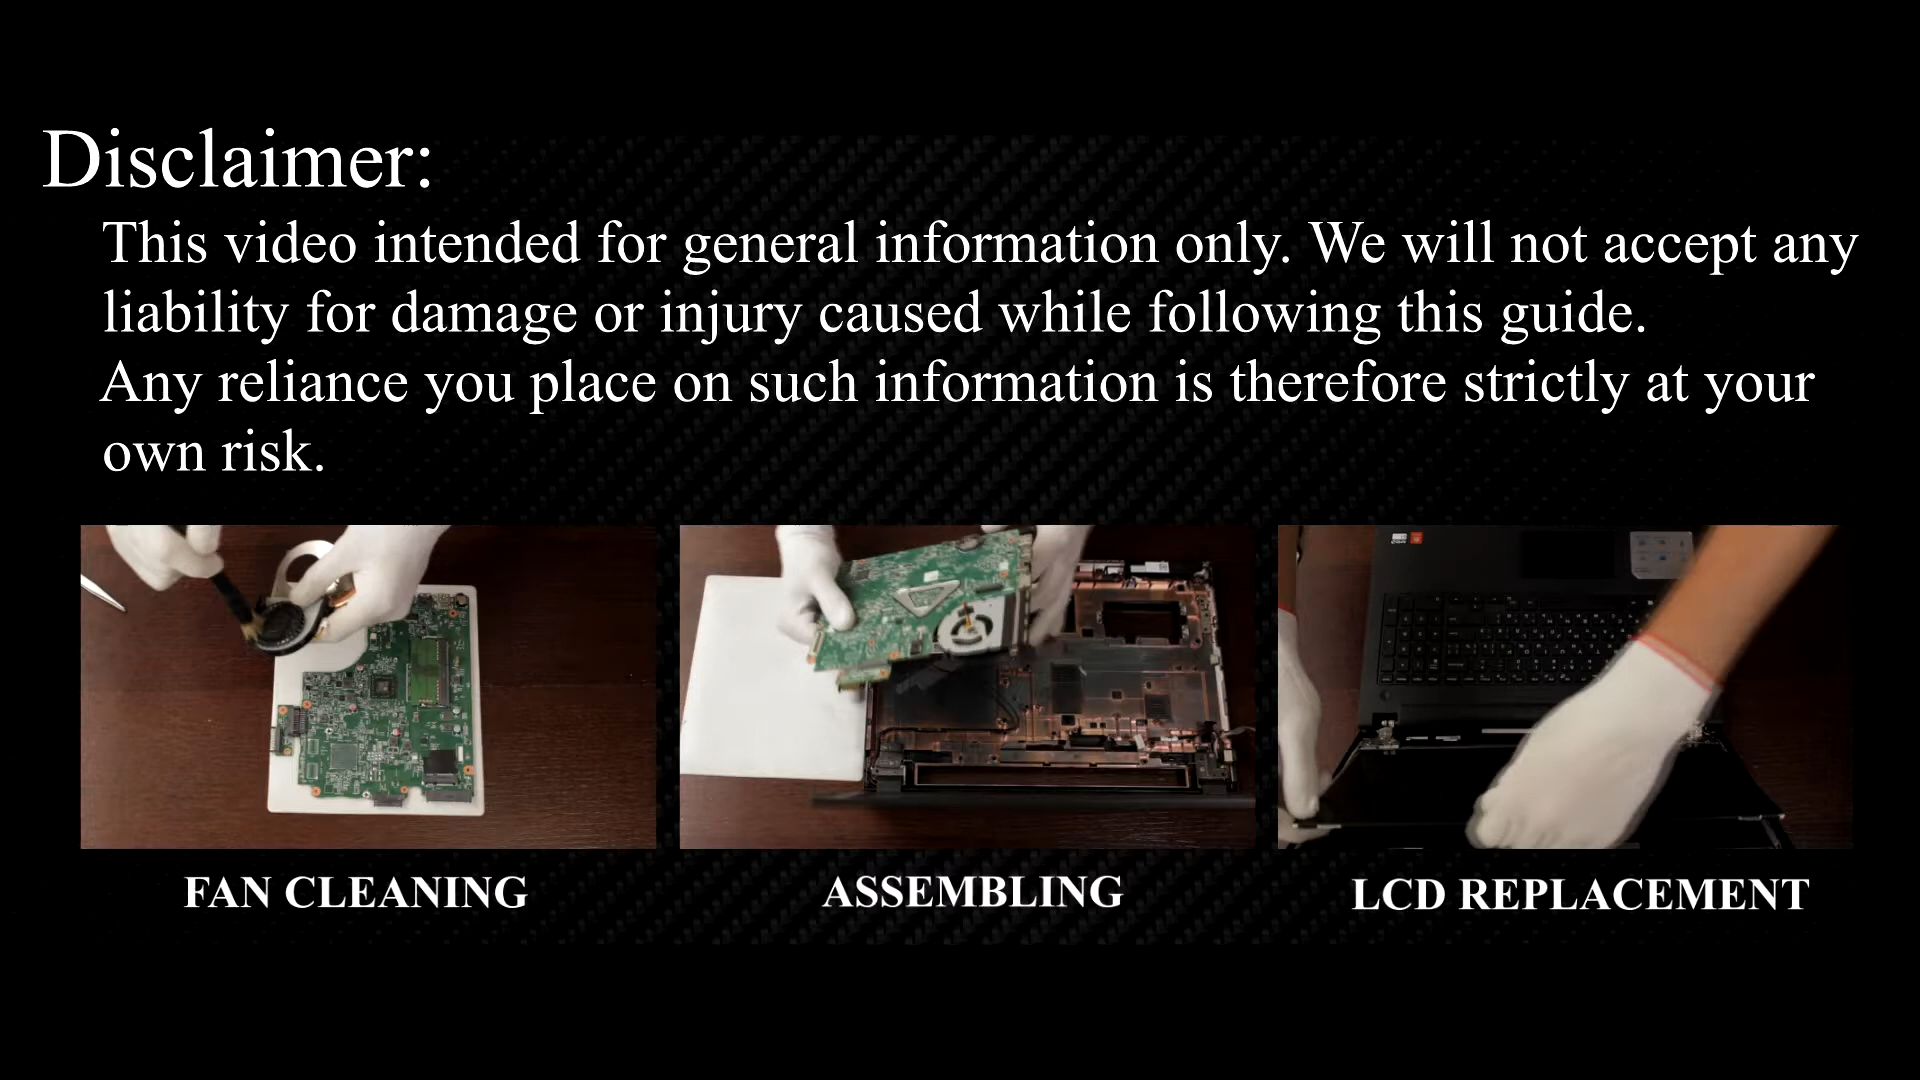 Disclaimer:
This video intended for general information only. We will not accept any
liability for damage or injury caused while following this guide.
Any reliance you place on such information is therefore strictly at your
own risk.
FAN CLEANING
ASSEMBLING
LCD REPLACEMENT